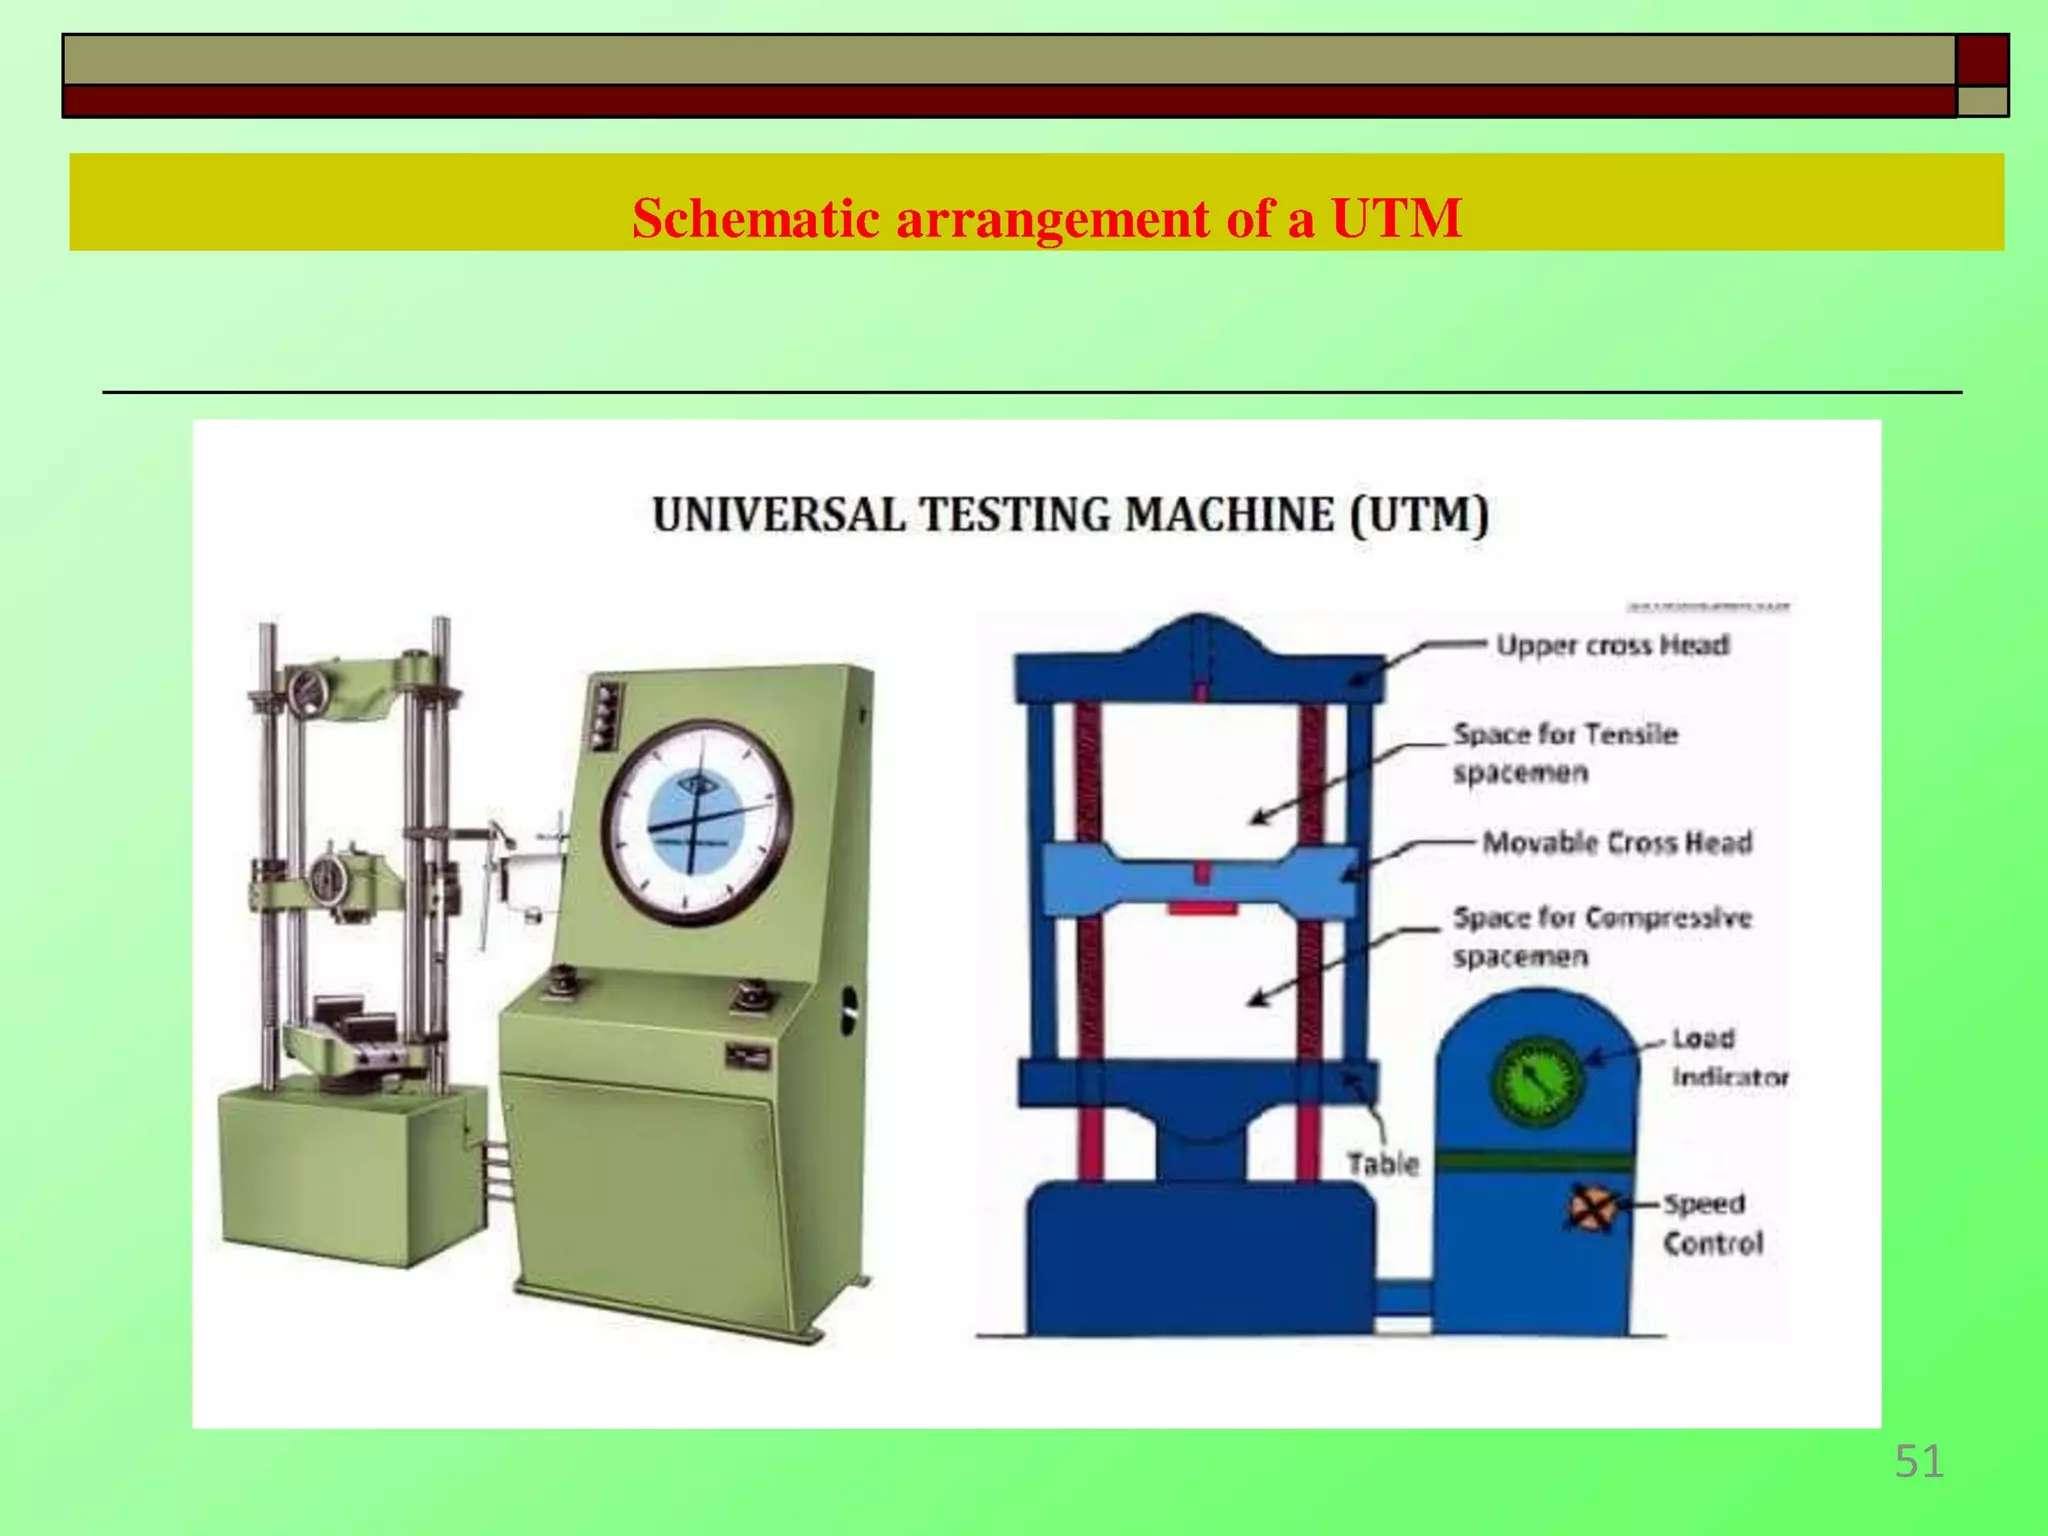 Schematic arrangement of a UTM
UNIVERSAL TESTING MACHINE (UTM)
Upper cross Head
Space for Tensile
spacemen
Movable Cross Head
Space for Compressive
spacemen
Load
Indicator
Table
Speed
Control
51